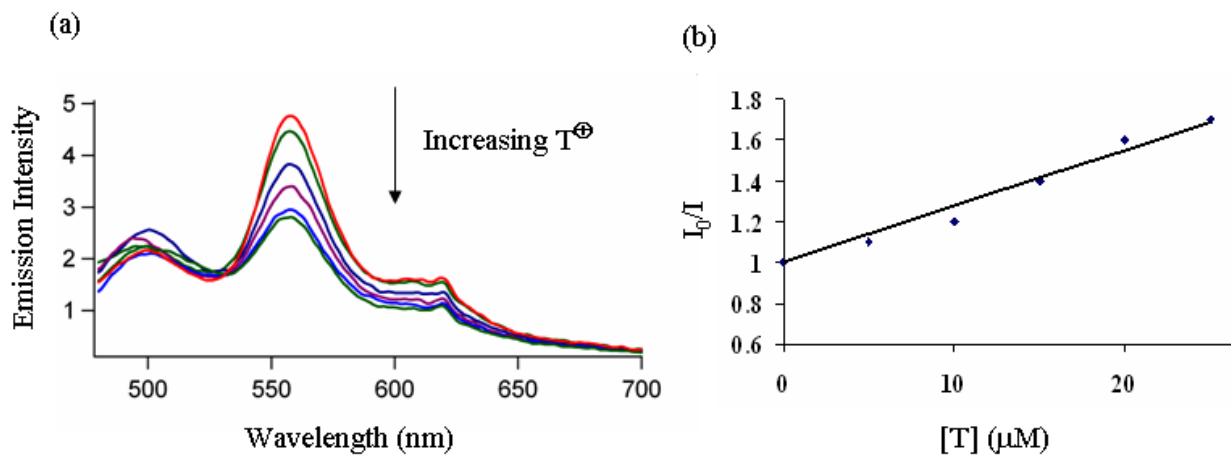 (a)
5
4
3
2
1
Emission Intensity
Increasing T⊕
500 550 600 650 700
Wavelength (nm)
(b)
1.8
1.6
1.4
1.2
1
0.8
0.6
I₀/I
0 10 20
[T] (μM)